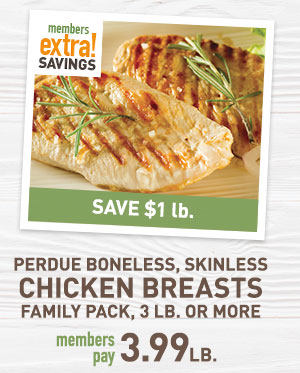 members
extra!
SAVINGS
SAVE $1 lb.
PERDUE BONELESS, SKINLESS
CHICKEN BREASTS
FAMILY PACK, 3 LB. OR MORE
members
pay 3.99LB.